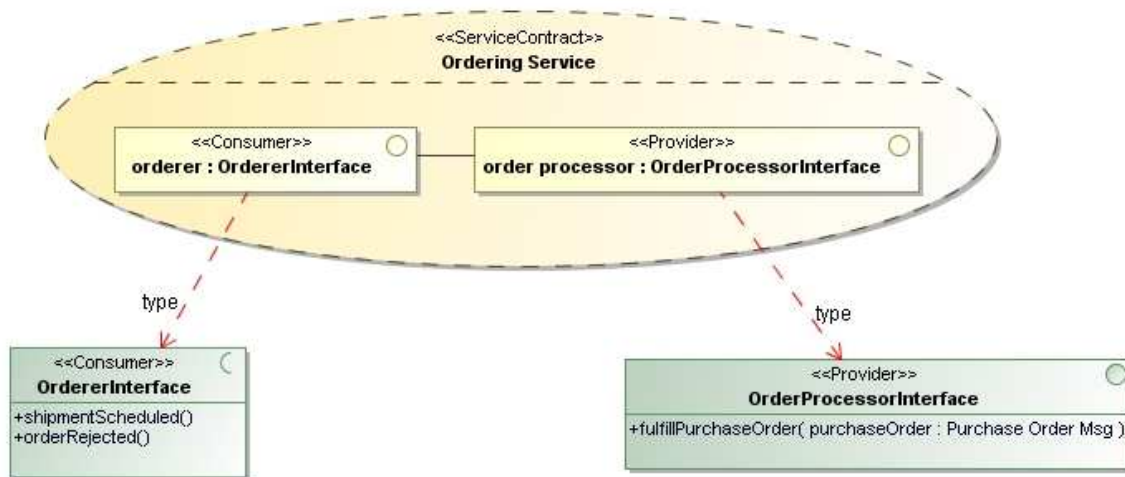 <<ServiceContract>>
Ordering Service
<<Consumer>>
orderer : OrdererInterface
<<Provider>>
order processor : OrderProcessorInterface
type
type
<<Consumer>>
OrdererInterface
+shipmentScheduled()
+orderRejected()
<<Provider>>
OrderProcessorInterface
+fulfillPurchaseOrder( purchaseOrder : Purchase Order Msg )